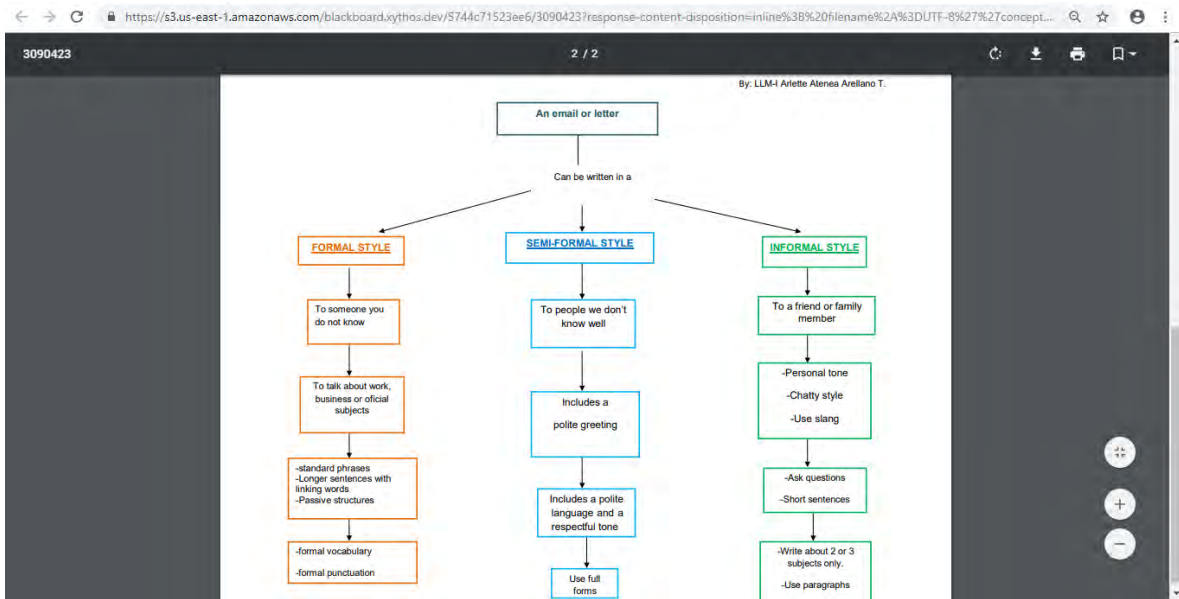 https://s3.us-east-1.amazonaws.com/blackboard.xythos.dev/5744c71523ee6/3090423?response-content-disposition=inline%3B%20filename%2A%3DUTF-8%27%27concept...
3090423
2 / 2
By: LLM-I Arlette Atenea Arellano T.
An email or letter
Can be written in a
FORMAL STYLE
To someone you
do not know
To talk about work,
business or oficial
subjects
-standard phrases
-Longer sentences with
linking words
-Passive structures
-formal vocabulary
-formal punctuation
SEMI-FORMAL STYLE
To people we don't
know well
Includes a
polite greeting
Includes a polite
language and a
respectful tone
Use full
forms
INFORMAL STYLE
To a friend or family
member
-Personal tone
-Chatty style
-Use slang
-Ask questions
-Short sentences
-Write about 2 or 3
subjects only.
-Use paragraphs